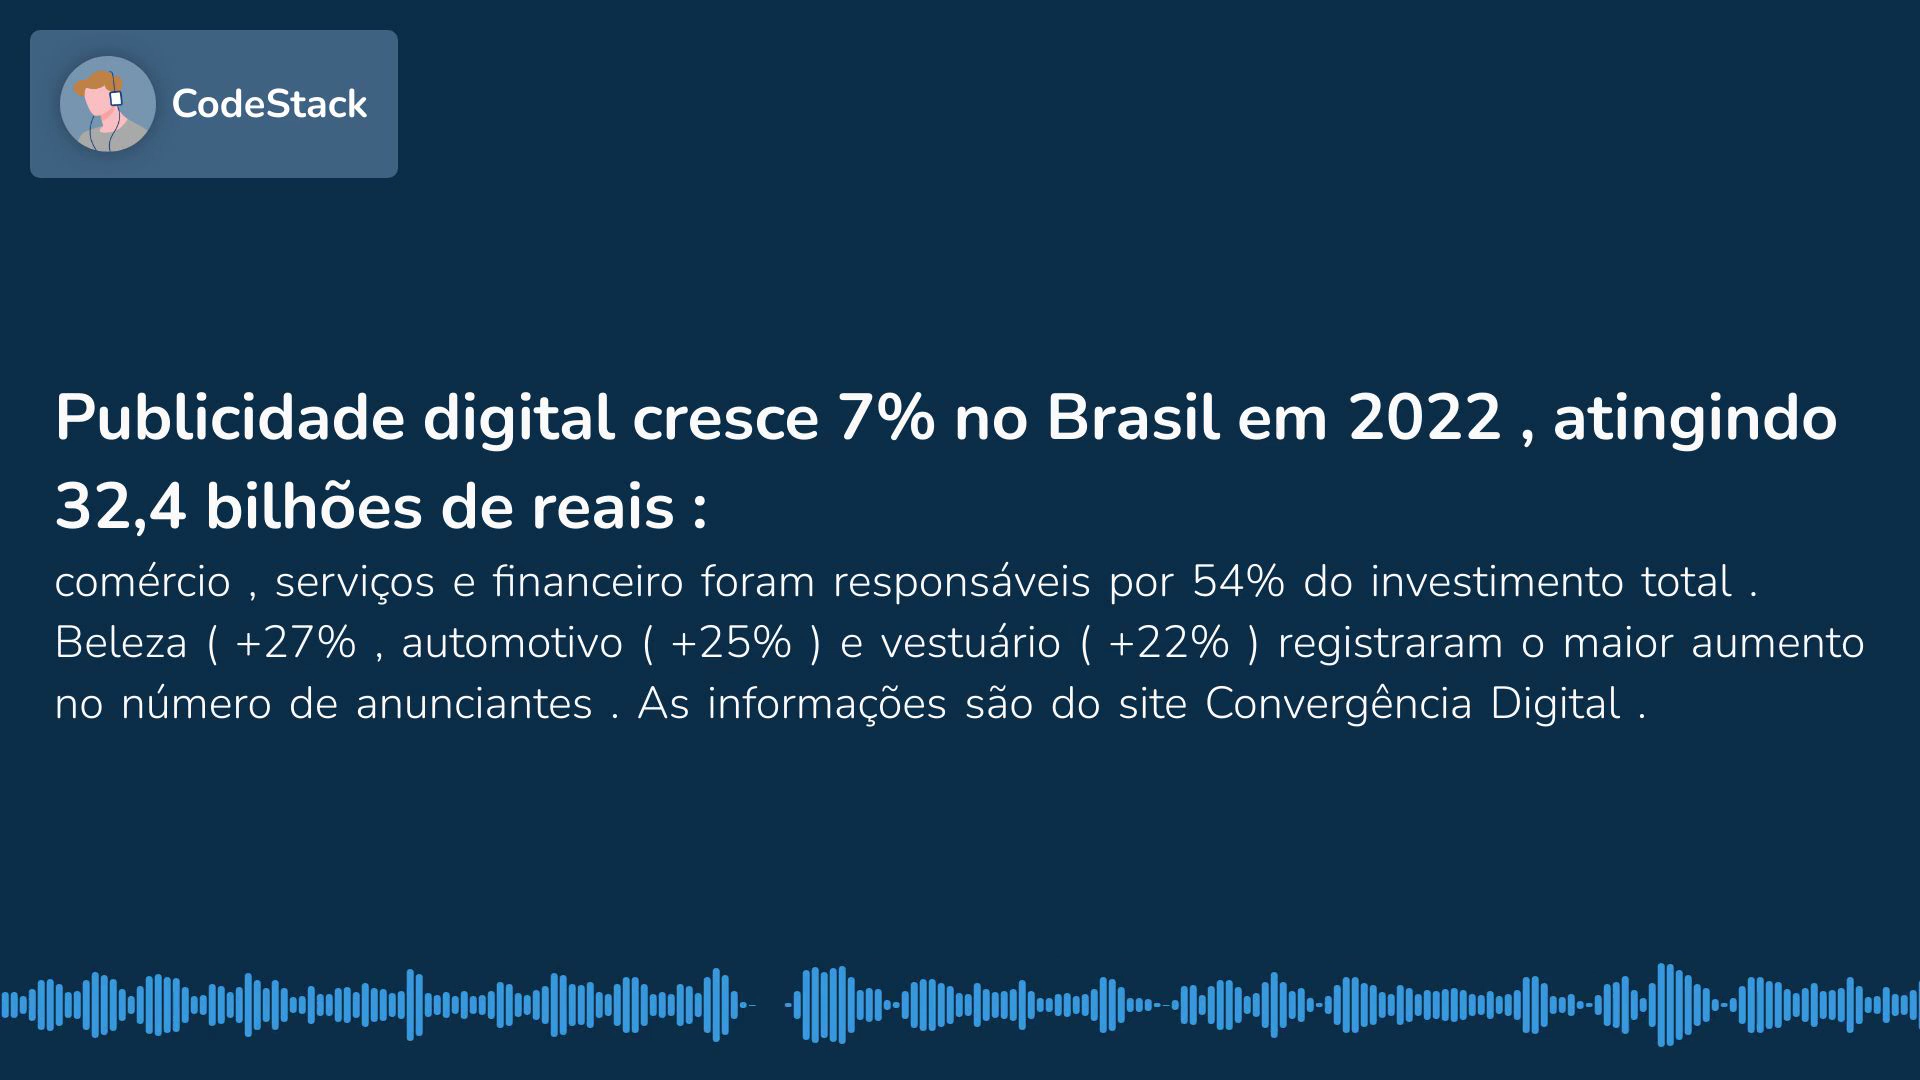 CodeStack
Publicidade digital cresce 7% no Brasil em 2022 , atingindo
32,4 bilhões de reais :
comércio , serviços e financeiro foram responsáveis por 54% do investimento total .
Beleza ( +27% , automotivo ( +25% ) e vestuário ( +22% ) registraram o maior aumento
no número de anunciantes . As informações são do site Convergência Digital .